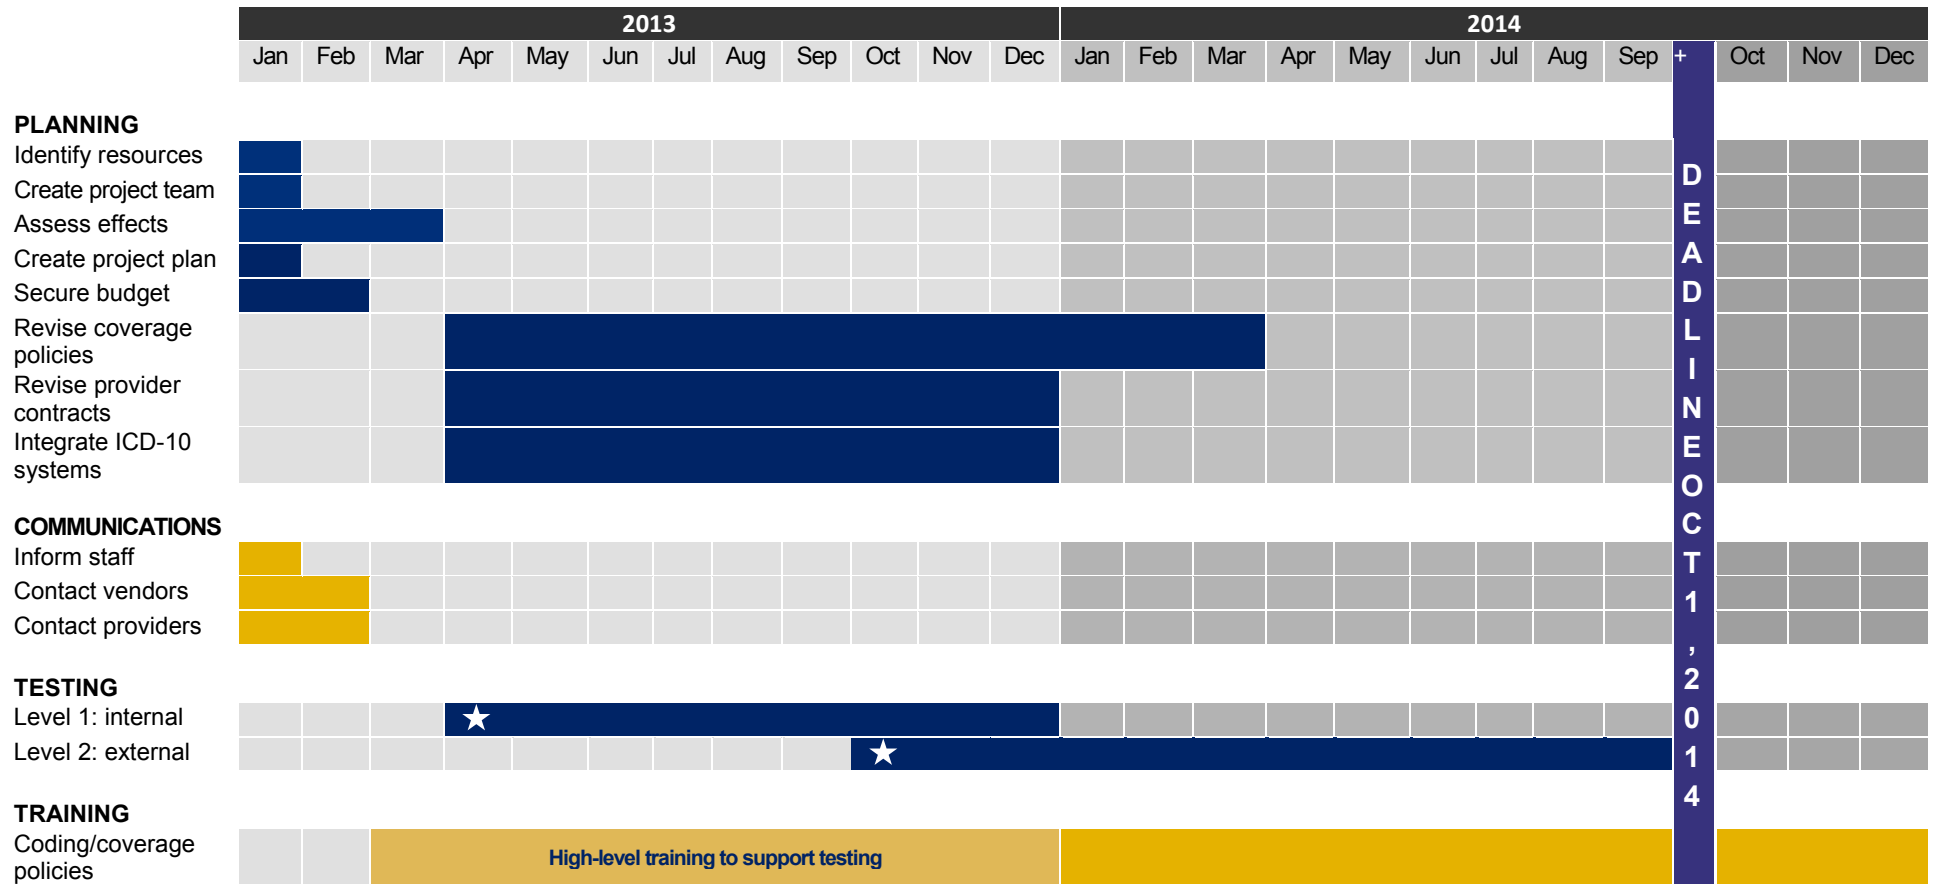 2013 2014
Jan Feb Mar Apr May Jun Jul Aug Sep Oct Nov Dec Jan Feb Mar Apr May Jun Jul Aug Sep + Oct Nov Dec
PLANNING
Identify resources
Create project team
Assess effects
Create project plan
Secure budget
Revise coverage
policies
Revise provider
contracts
Integrate ICD-10
systems
COMMUNICATIONS
Inform staff
Contact vendors
Contact providers
TESTING
Level 1: internal
Level 2: external
TRAINING
Coding/coverage
policies
High-level training to support testing
DEADLINEOCT1,2014